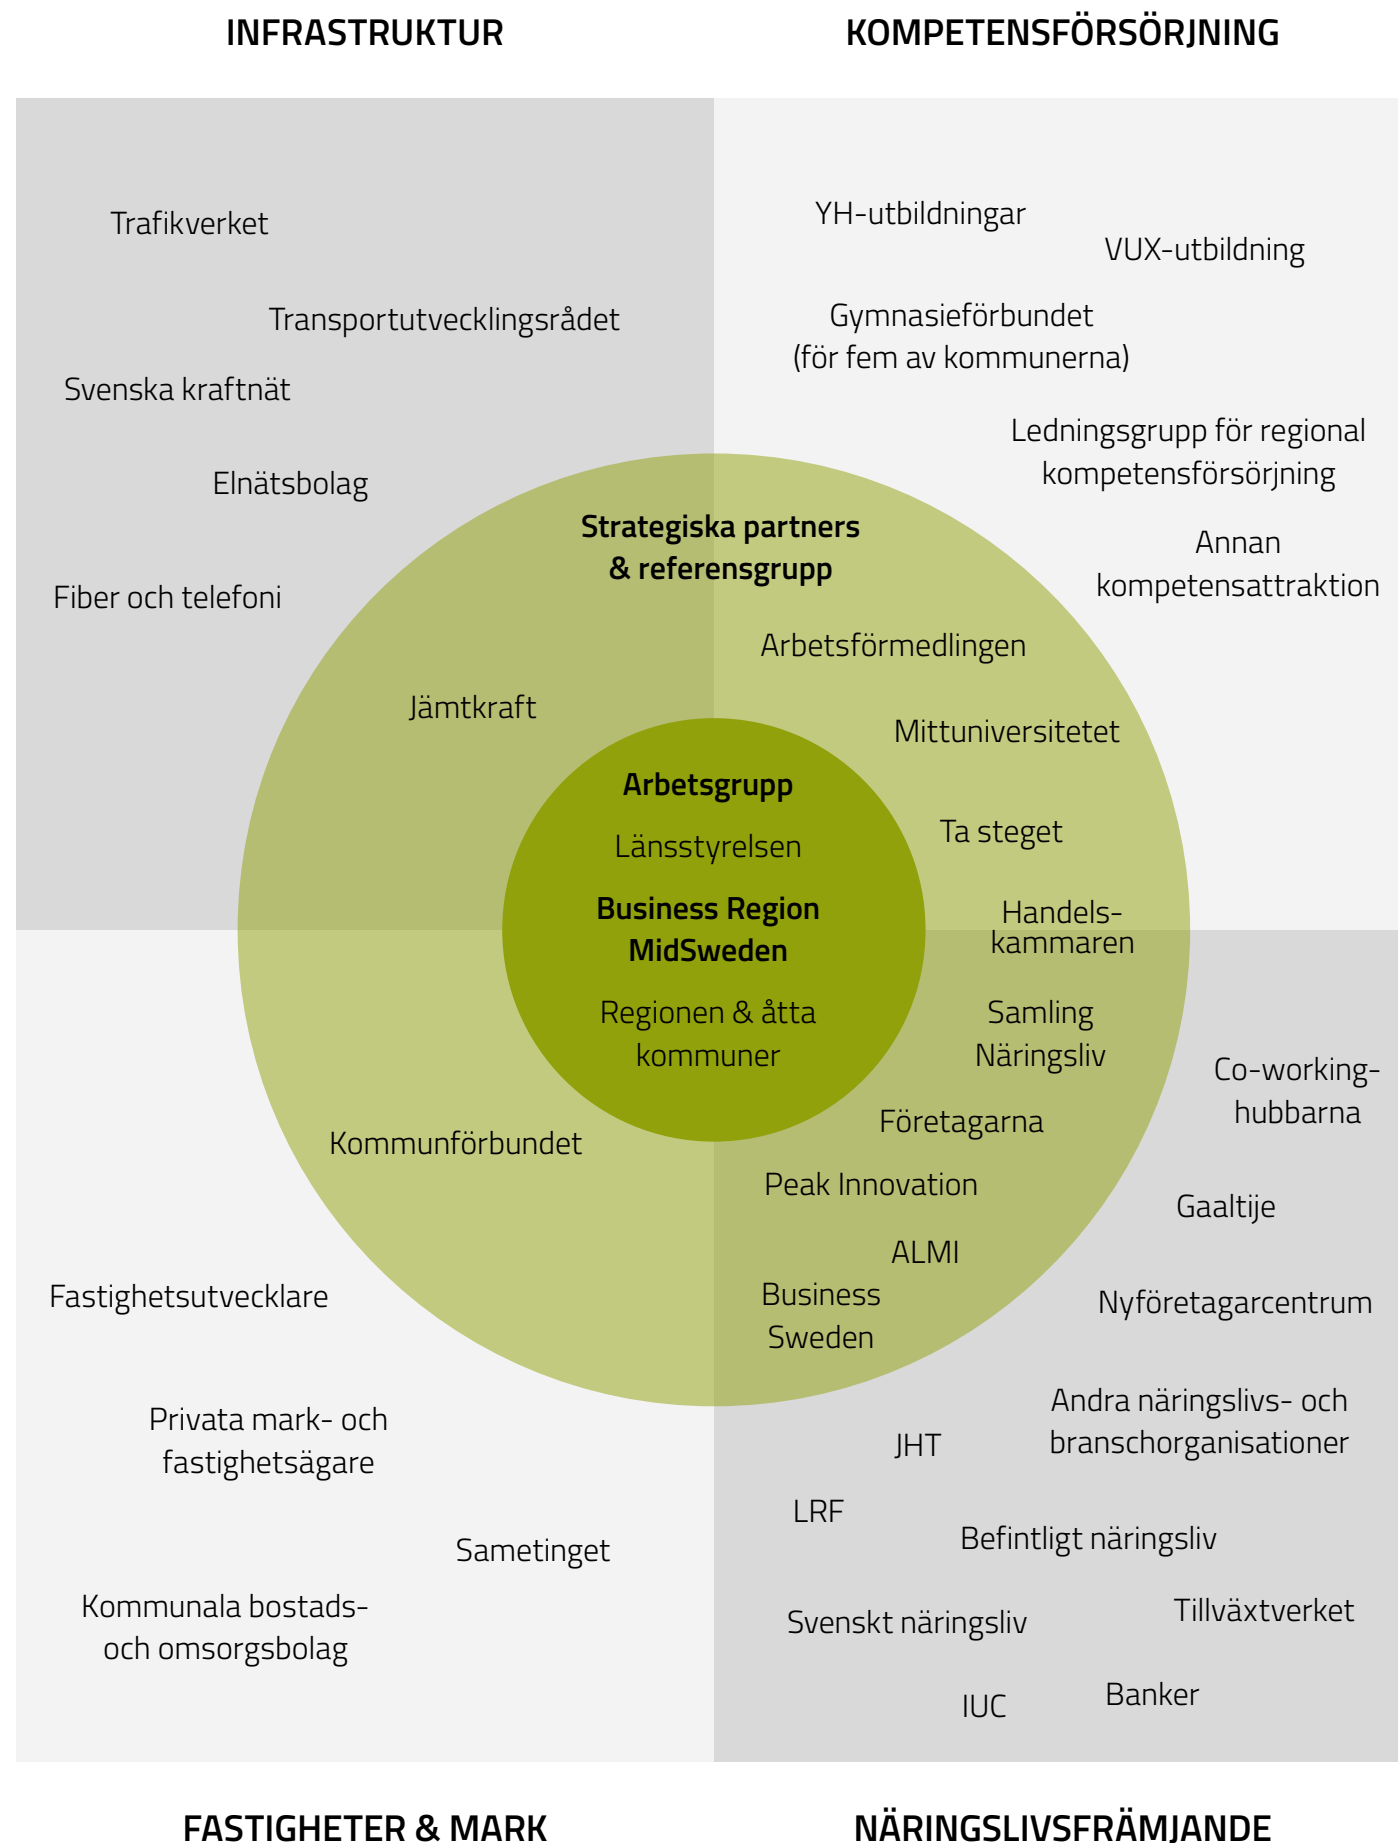 INFRASTRUKTUR
KOMPETENSFÖRSÖRJNING
Trafikverket
Transportutvecklingsrådet
Svenska kraftnät
Elnätsbolag
Fiber och telefoni
YH-utbildningar
VUX-utbildning
Gymnasieförbundet
(för fem av kommunerna)
Ledningsgrupp för regional
kompetensförsörjning
Annan
kompetensattraktion
Strategiska partners
& referensgrupp
Jämtkraft
Arbetsförmedlingen
Mittuniversitetet
Ta steget
Handels-
kammaren
Samling
Näringsliv
Företagarna
Peak Innovation
ALMI
Business
Sweden
Kommunförbundet
Arbetsgrupp
Länsstyrelsen
Business Region
MidSweden
Regionen & åtta
kommuner
Fastighetsutvecklare
Privata mark- och
fastighetsägare
Sametinget
Kommunala bostads-
och omsorgsbolag
Co-working-
hubbarna
Gaaltije
Nyföretagarcentrum
Andra näringslivs- och
branschorganisationer
JHT
LRF
Befintligt näringsliv
Svenskt näringsliv
Tillväxtverket
IUC
Banker
FASTIGHETER & MARK
NÄRINGSLIVSFRÄMJANDE